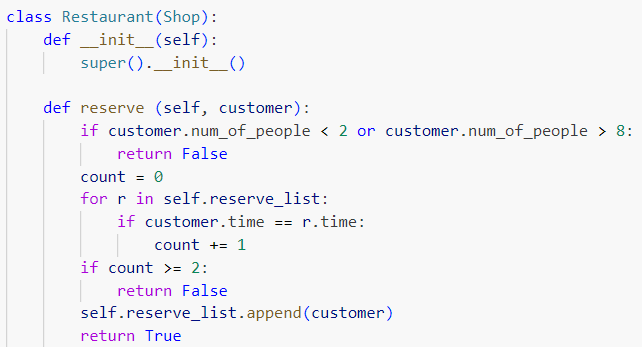 class Restaurant(Shop):
    def __init__(self):
        super().__init__()

    def reserve (self, customer):
        if customer.num_of_people < 2 or customer.num_of_people > 8:
            return False
        count = 0
        for r in self.reserve_list:
            if customer.time == r.time:
                count += 1
        if count >= 2:
            return False
        self.reserve_list.append(customer)
        return True